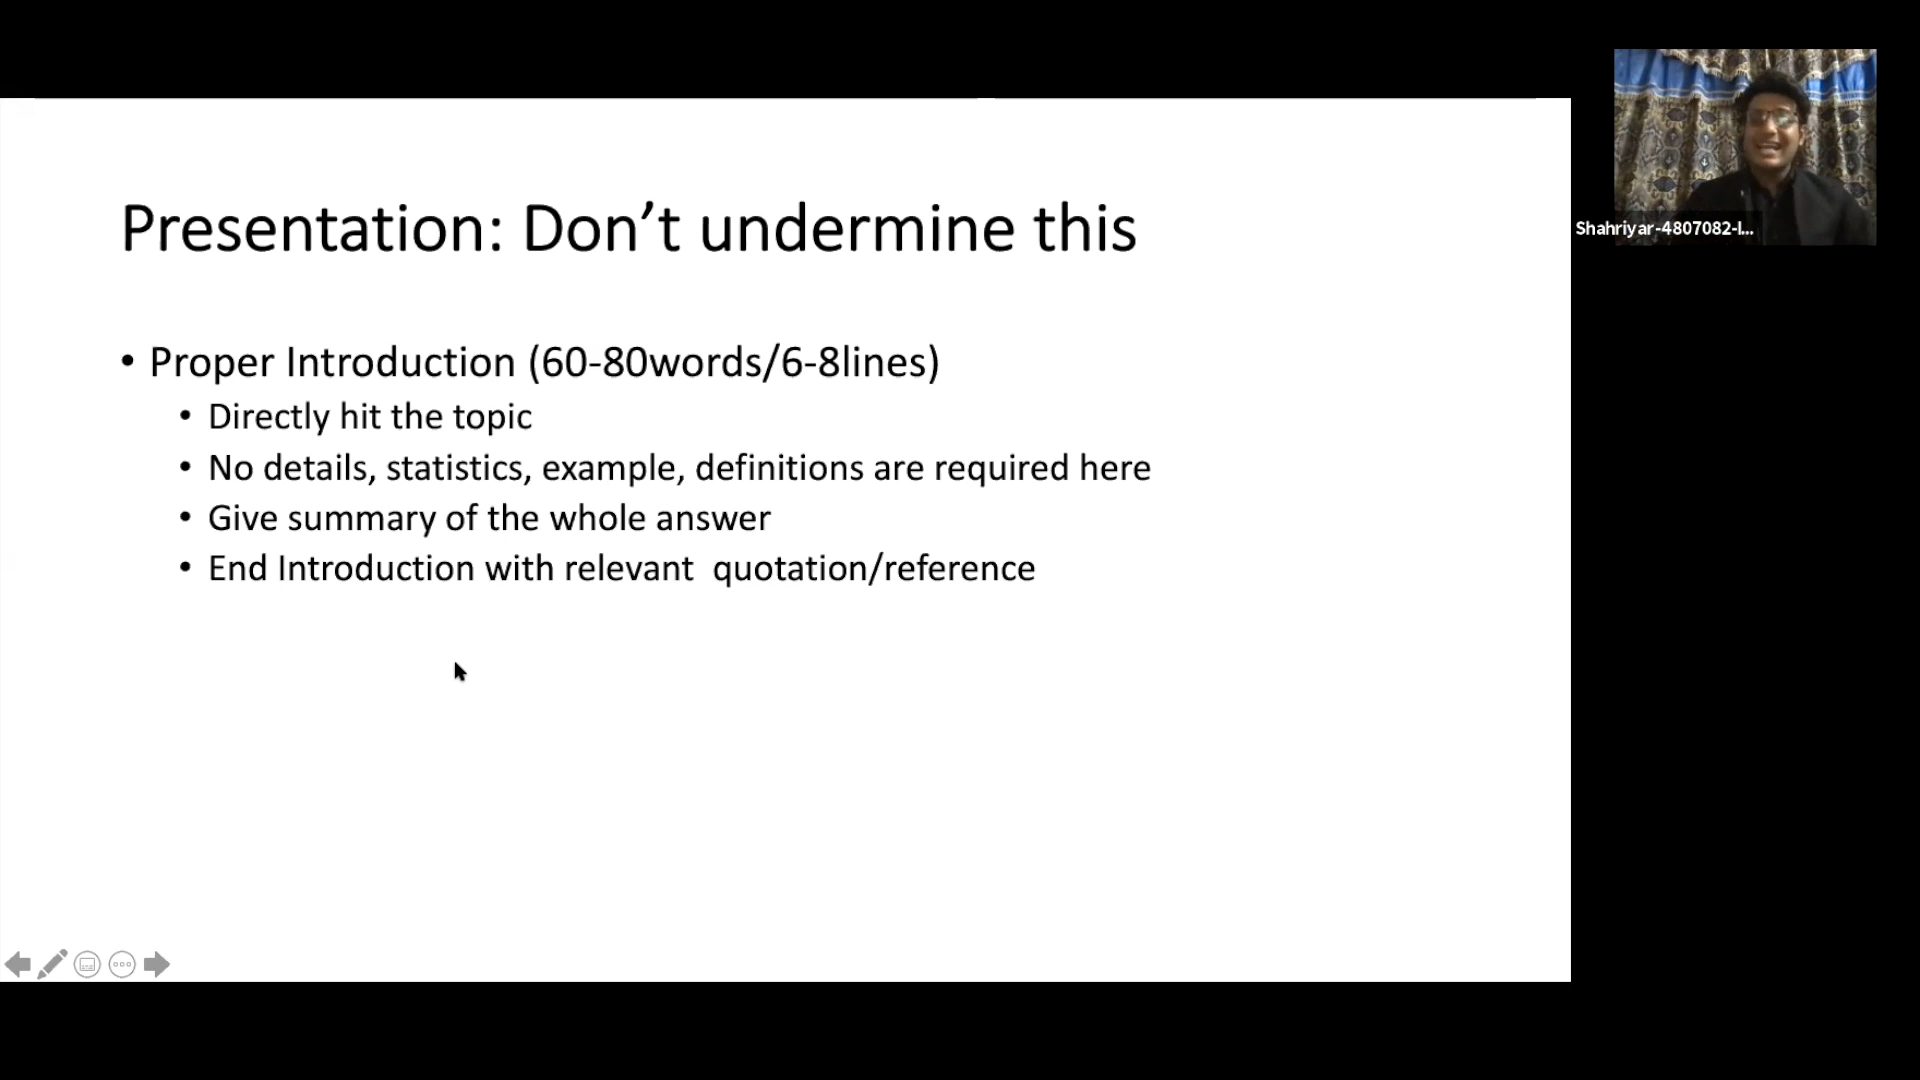 Presentation: Don’t undermine this
• Proper Introduction (60-80words/6-8lines)
• Directly hit the topic
• No details, statistics, example, definitions are required here
• Give summary of the whole answer
• End Introduction with relevant  quotation/reference
Shahriyar-4807082-I...